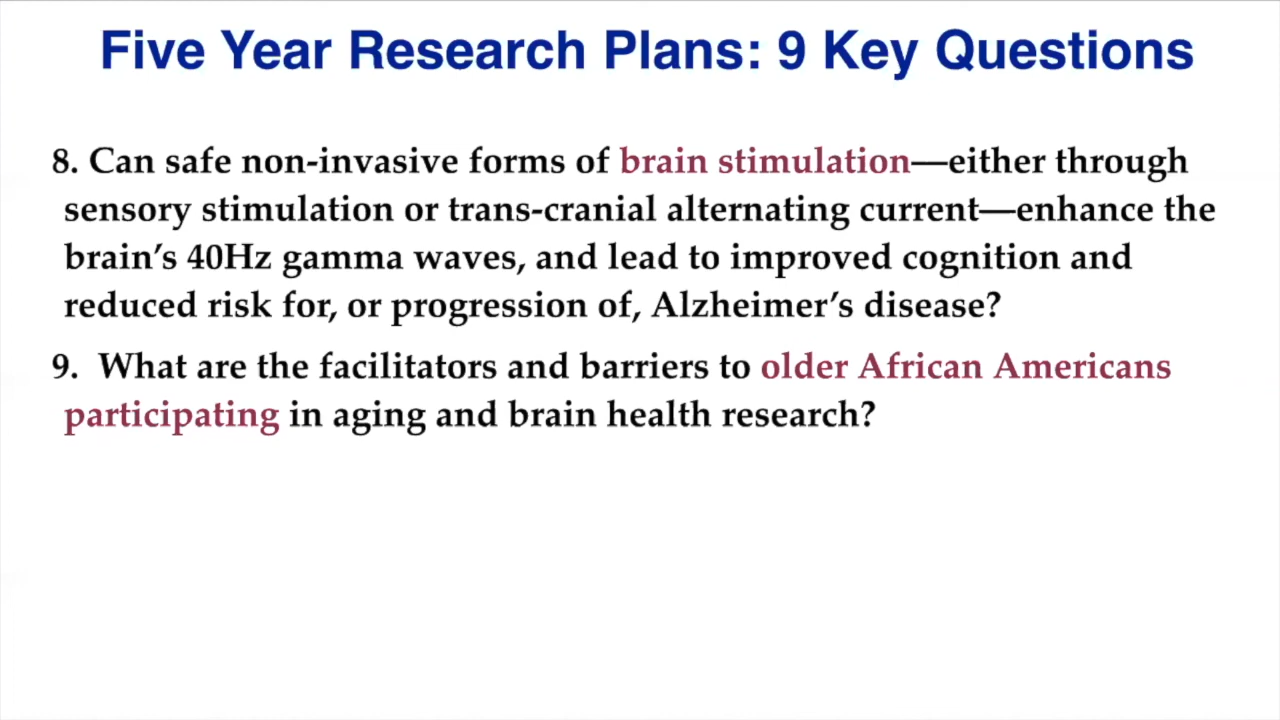 Five Year Research Plans: 9 Key Questions
8. Can safe non-invasive forms of brain stimulation—either through
sensory stimulation or trans-cranial alternating current—enhance the
brain’s 40Hz gamma waves, and lead to improved cognition and
reduced risk for, or progression of, Alzheimer’s disease?
9. What are the facilitators and barriers to older African Americans
participating in aging and brain health research?